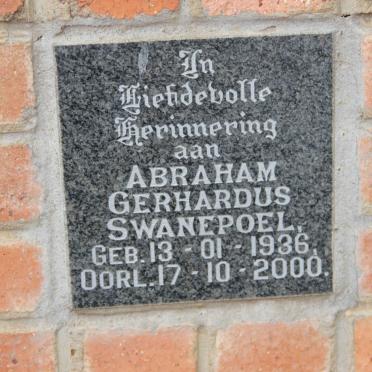 In
Liefdevolle
Herinnering
aan
ABRAHAM
GERHARDUS
SWANEPOEL,
GEB. 13 - 01 - 1936,
OORL. 17 - 10 - 2000.